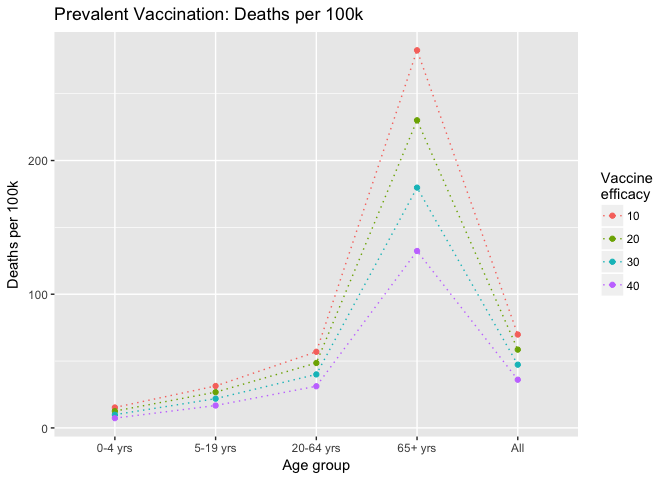 Prevalent Vaccination: Deaths per 100k
Deaths per 100k
200
100
0
0-4 yrs 5-19 yrs 20-64 yrs 65+ yrs All
Age group
Vaccine
efficacy
10
20
30
40